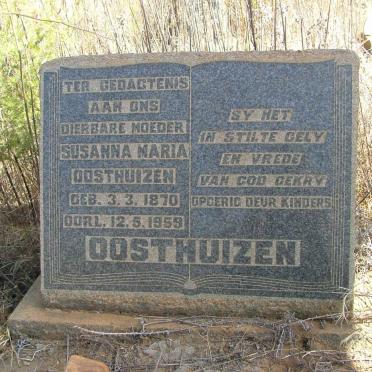 TER GEDAGTENIS
AAN ONS
DIERBARE MOEDER
SUSANNA MARIA
OOSTHUIZEN
GEB. 3.3.1870
OORL. 12.5.1959
SY HET
IN STILTE GELY
EN VREDE
VAN GOD GEKRY
OPGERIG DEUR KINDERS
OOSTHUIZEN